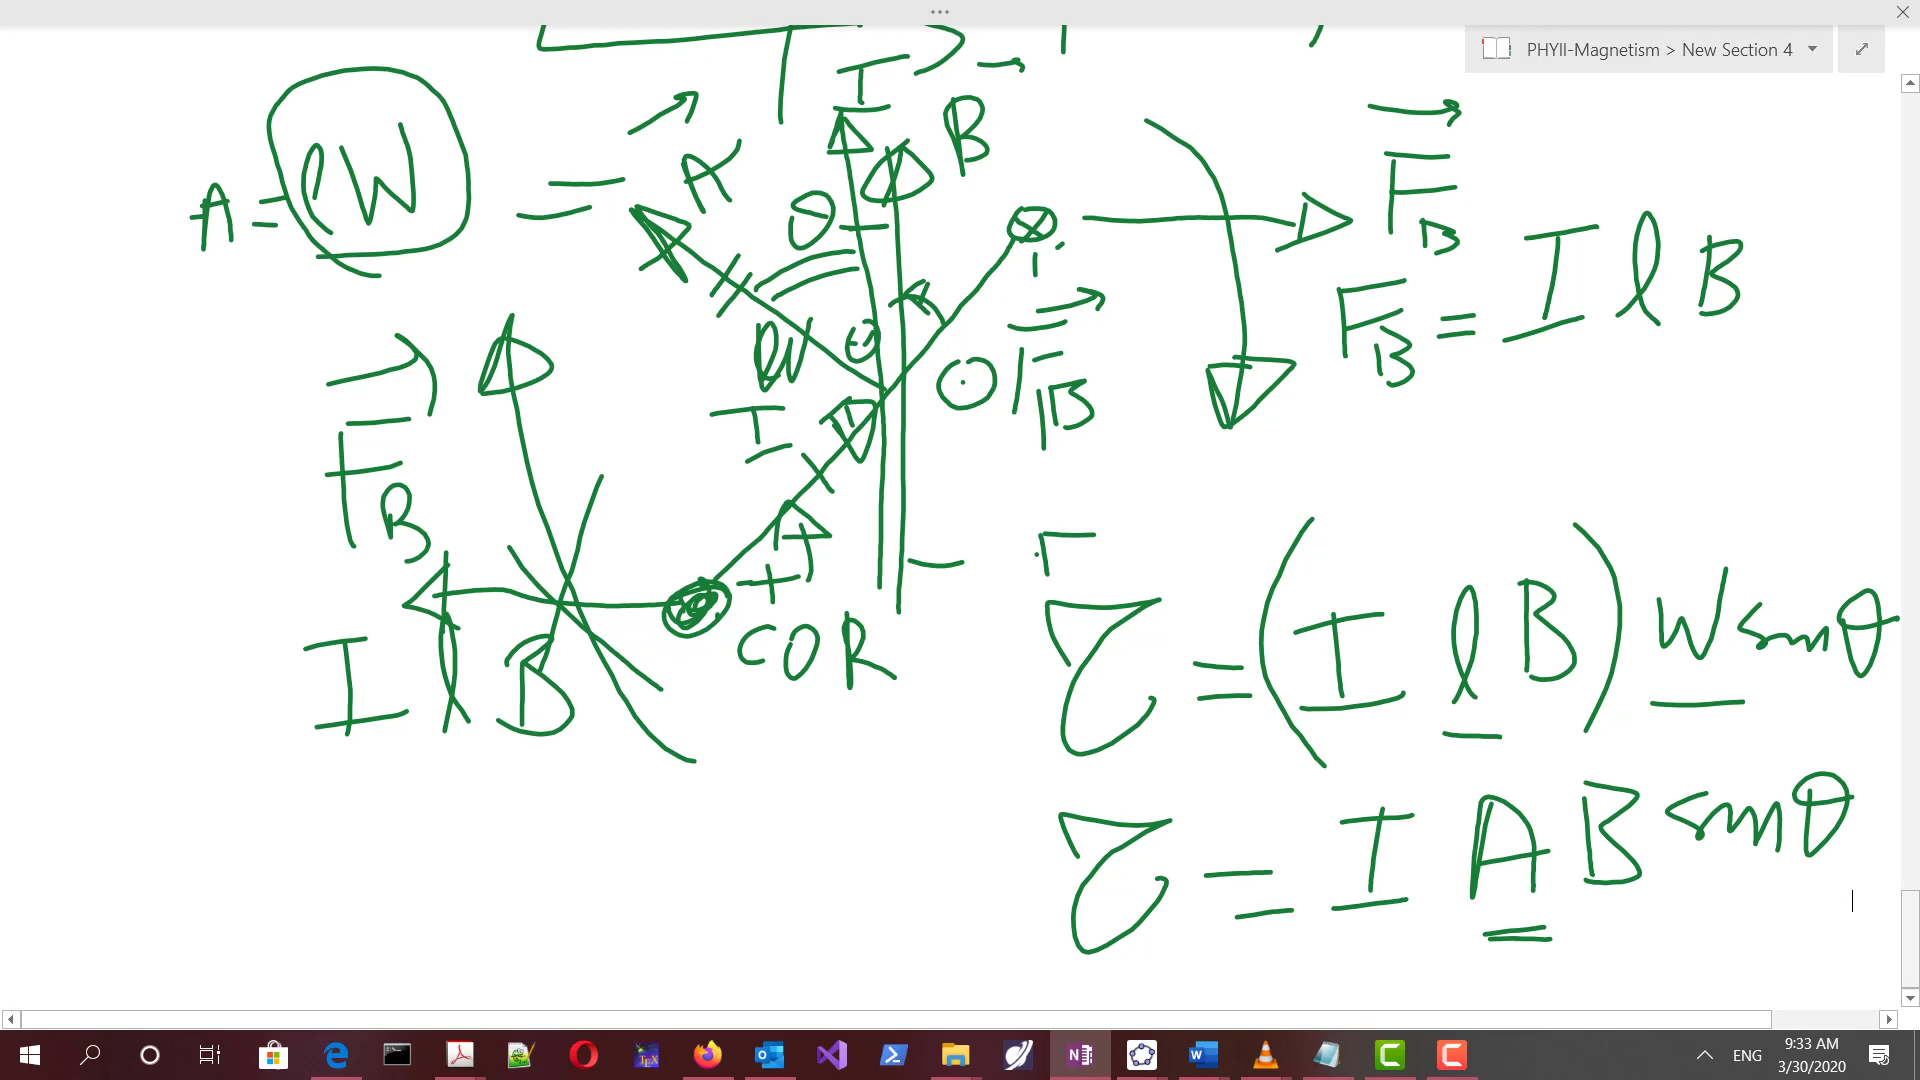 PHYII-Magnetism > New Section 4
I
B
A = lW = A
θ
F_B
F_B = I l B
W θ
I
F_B
F_B
I l B
COR
τ = (I l B) W sinθ
τ = I A B sinθ
ENG
9:33 AM
3/30/2020